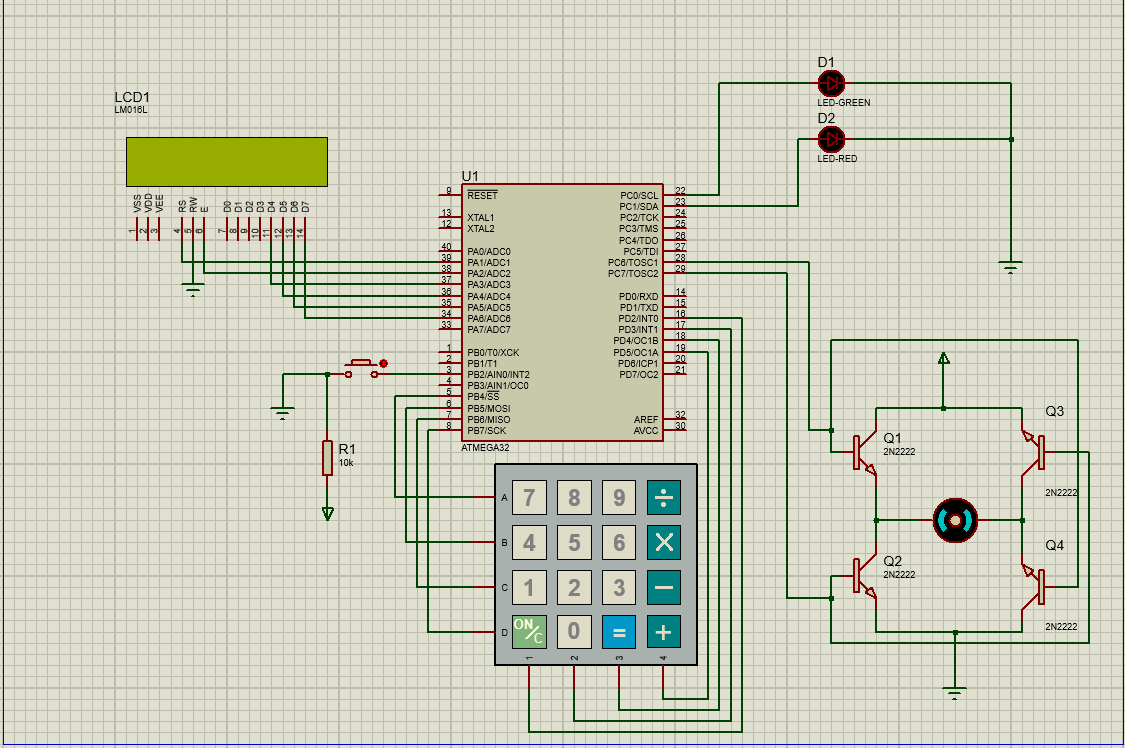 LCD1
LM016L
VSS
VDD
VEE
RS
RW
E
D0
D1
D2
D3
D4
D5
D6
D7
1
2
3
4
5
6
7
8
9
10
11
12
13
14
U1
9 RESET
13 XTAL1
12 XTAL2
40 PA0/ADC0
39 PA1/ADC1
38 PA2/ADC2
37 PA3/ADC3
36 PA4/ADC4
35 PA5/ADC5
34 PA6/ADC6
33 PA7/ADC7
1 PB0/T0/XCK
2 PB1/T1
3 PB2/AIN0/INT2
4 PB3/AIN1/OC0
5 PB4/SS
6 PB5/MOSI
7 PB6/MISO
8 PB7/SCK
PC0/SCL 22
PC1/SDA 23
PC2/TCK 24
PC3/TMS 25
PC4/TDO 26
PC5/TDI 27
PC6/TOSC1 28
PC7/TOSC2 29
PD0/RXD 14
PD1/TXD 15
PD2/INT0 16
PD3/INT1 17
PD4/OC1B 18
PD5/OC1A 19
PD6/ICP1 20
PD7/OC2 21
AREF 32
AVCC 30
ATMEGA32
D1
LED-GREEN
D2
LED-RED
R1
10k
A 7 8 9 ÷
B 4 5 6 ×
C 1 2 3 −
D ON/C 0 = +
1 2 3 4
Q1
2N2222
Q3
2N2222
Q2
2N2222
Q4
2N2222